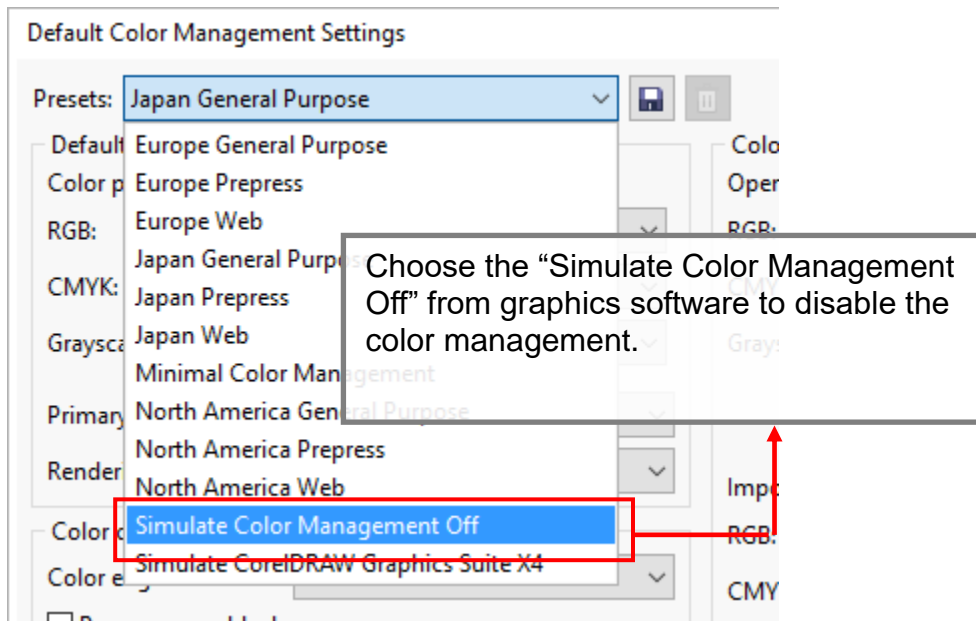 Default Color Management Settings
Presets: Japan General Purpose
Default
Europe General Purpose
Colo
Color p
Europe Prepress
Oper
RGB:
Europe Web
RGB:
Japan General Purpose
CMYK:
Japan Prepress
CMY
Graysca
Japan Web
Gray
Minimal Color Management
Primary
North America General Purpose
North America Prepress
Render
North America Web
Impo
Color
Simulate Color Management Off
RGB:
Simulate CorelDRAW Graphics Suite X4
Color e
CMY
Choose the “Simulate Color Management
Off” from graphics software to disable the
color management.